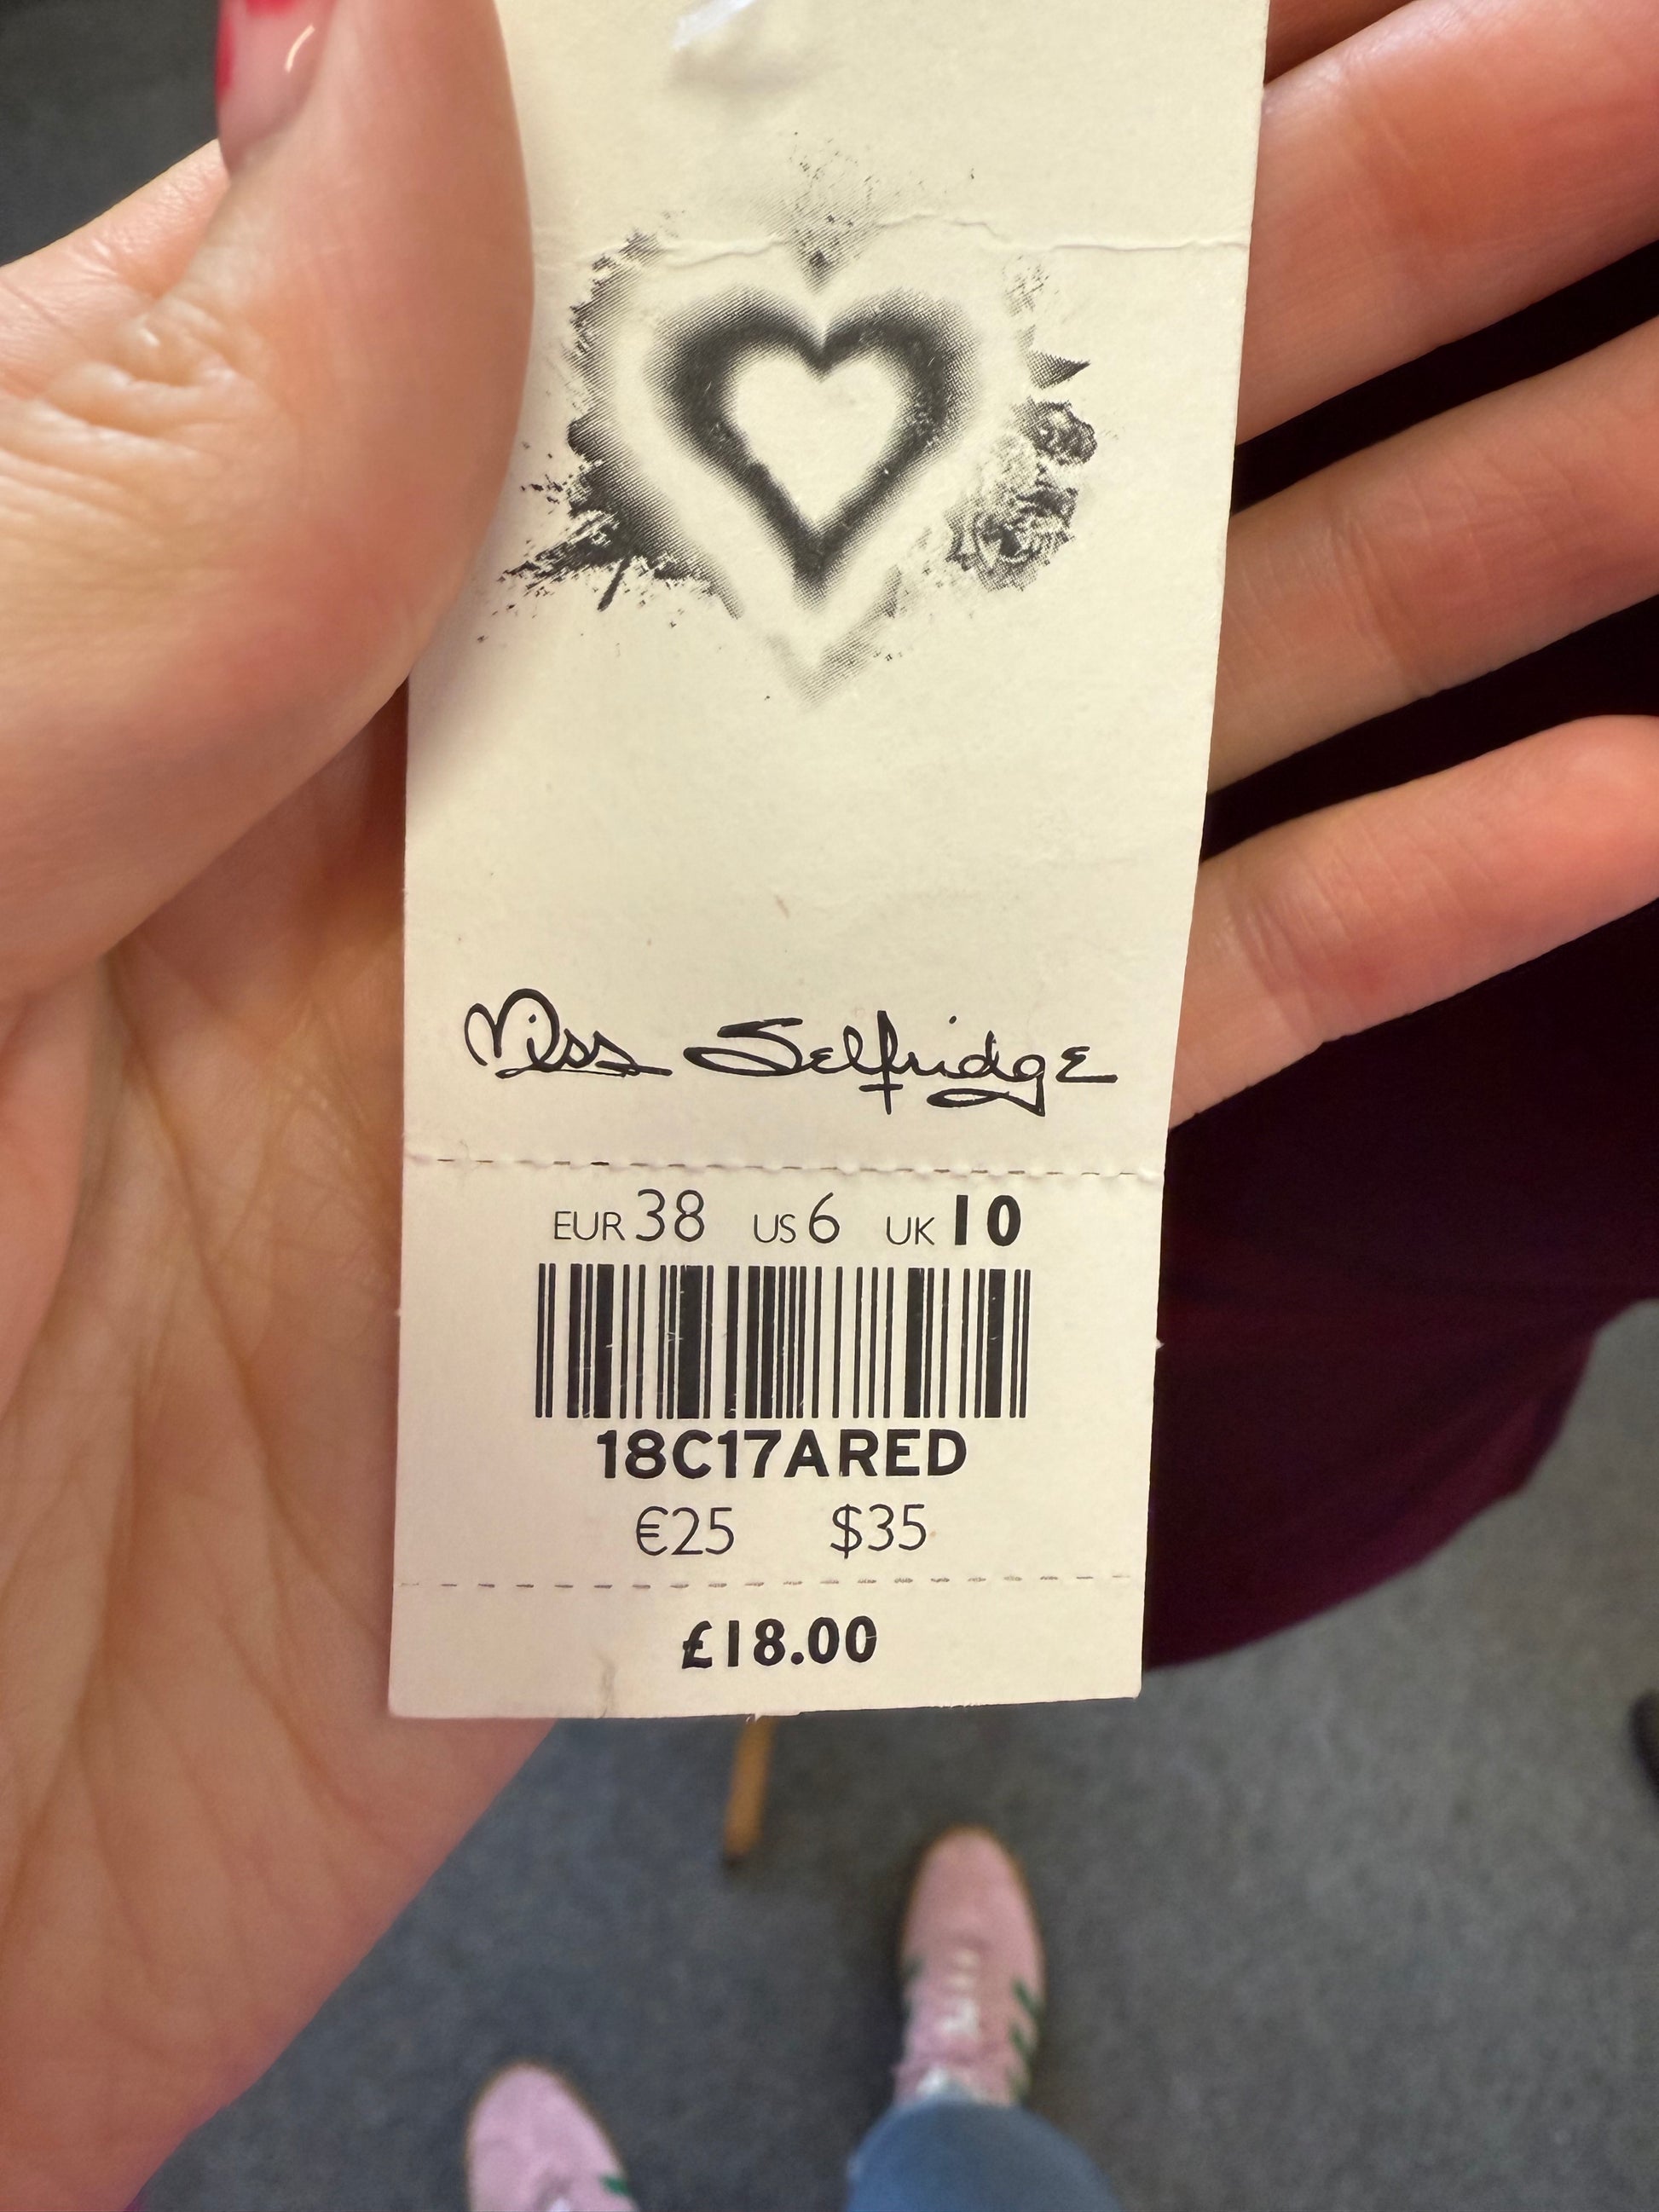 Miss Selfridge
EUR 38 US 6 UK 10
18C17ARED
€25 $35
£18.00